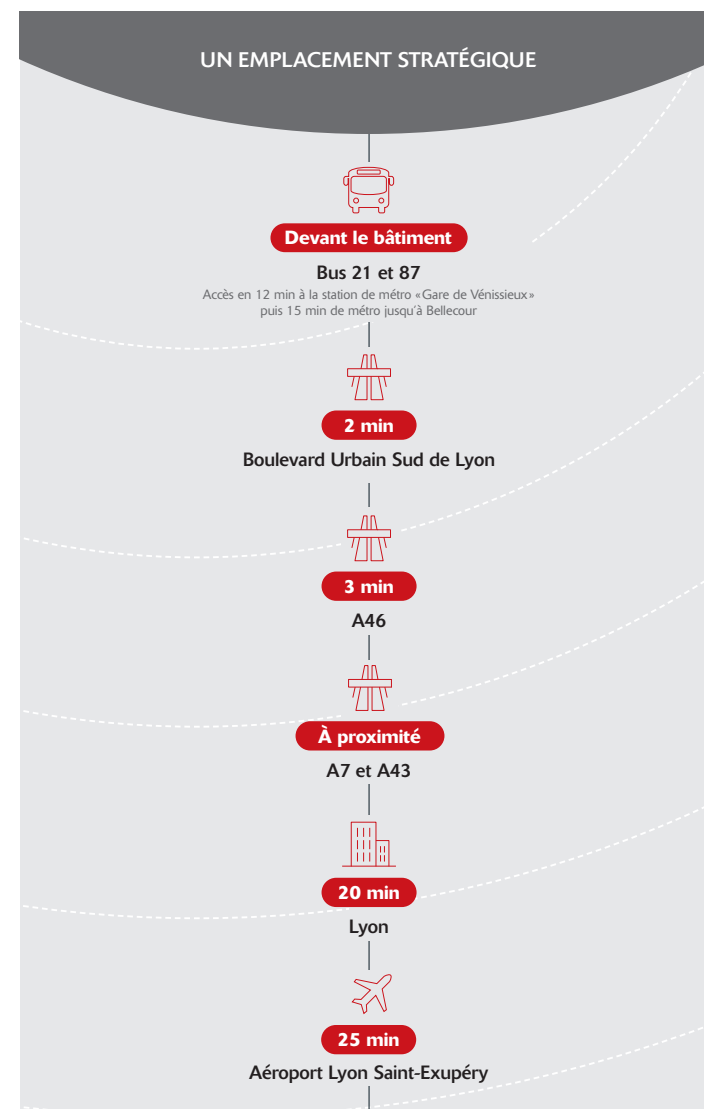 UN EMPLACEMENT STRATÉGIQUE
Devant le bâtiment
Bus 21 et 87
Accès en 12 min à la station de métro «Gare de Vénissieux»
puis 15 min de métro jusqu'à Bellecour
2 min
Boulevard Urbain Sud de Lyon
3 min
A46
À proximité
A7 et A43
20 min
Lyon
25 min
Aéroport Lyon Saint-Exupéry